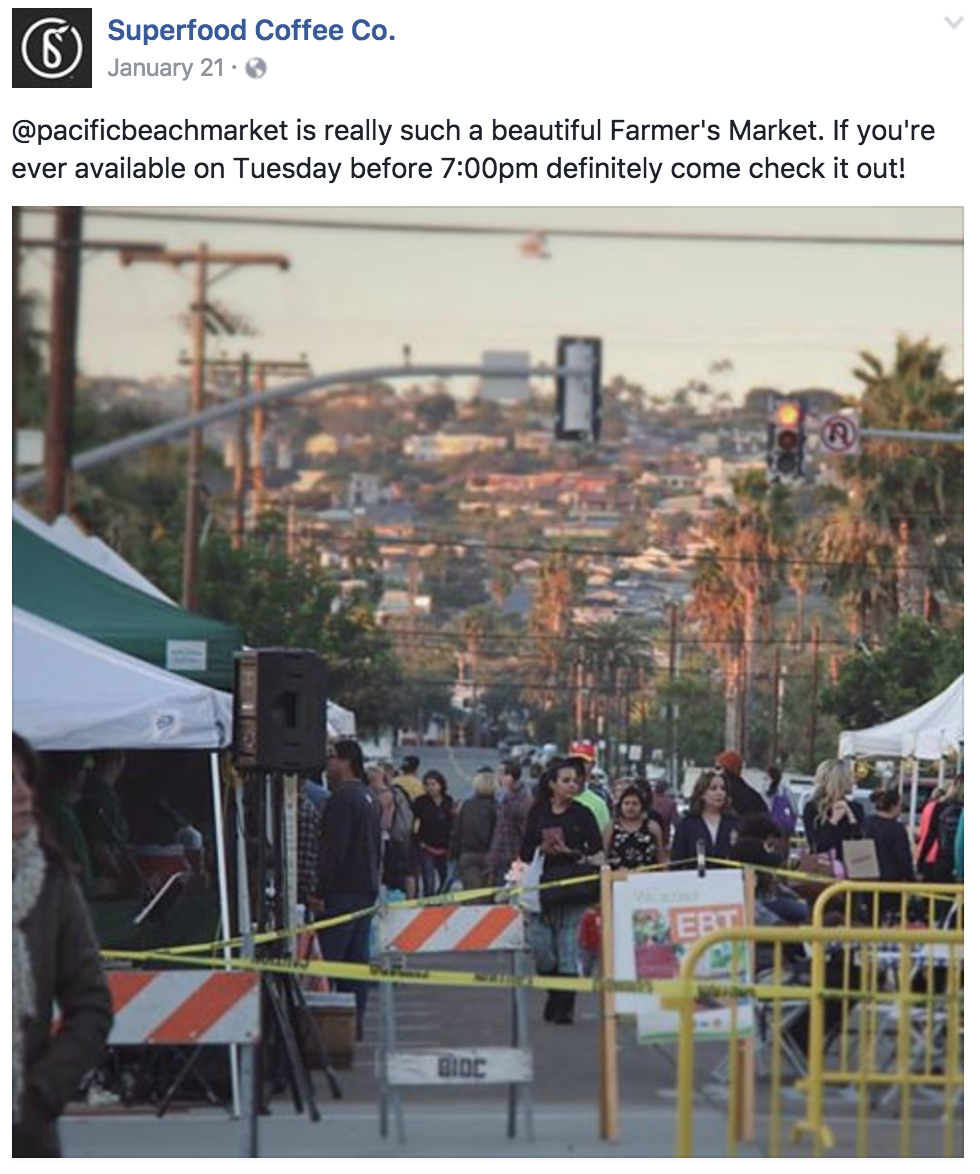 Superfood Coffee Co.
January 21 ·
@pacificbeachmarket is really such a beautiful Farmer's Market. If you're
ever available on Tuesday before 7:00pm definitely come check it out!
EBT
BIDC